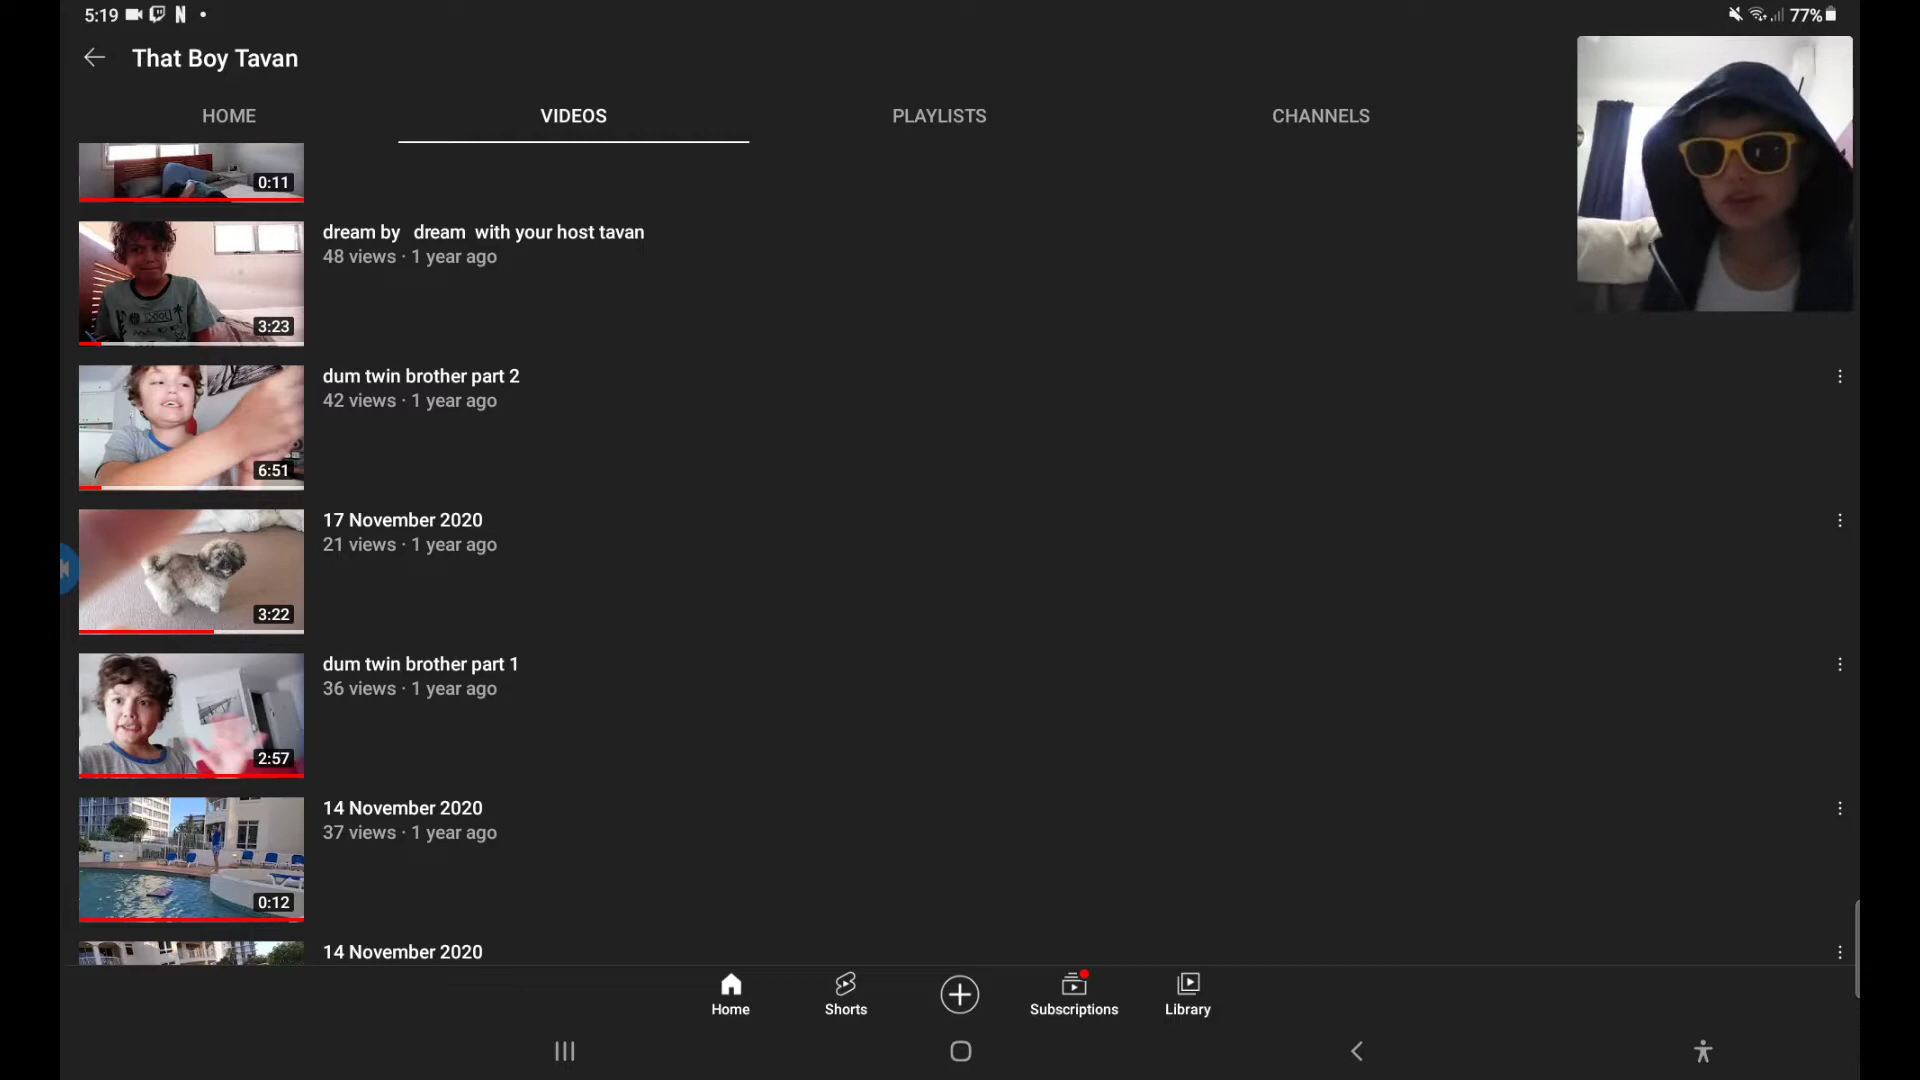 5:19
77%
That Boy Tavan
HOME
VIDEOS
PLAYLISTS
CHANNELS
0:11
dream by dream with your host tavan
48 views · 1 year ago
3:23
dum twin brother part 2
42 views · 1 year ago
6:51
17 November 2020
21 views · 1 year ago
3:22
dum twin brother part 1
36 views · 1 year ago
2:57
14 November 2020
37 views · 1 year ago
0:12
14 November 2020
Home
Shorts
Subscriptions
Library